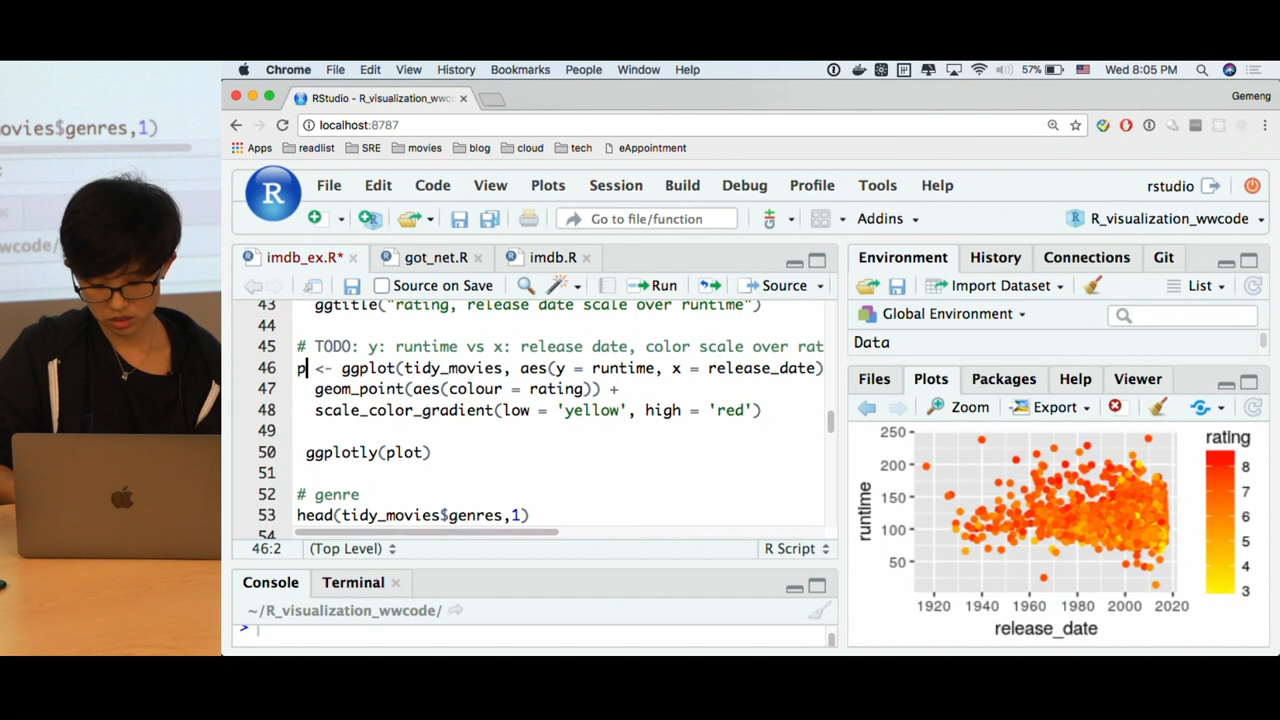 ovies$genres,1)
wcode/
Chrome File Edit View History Bookmarks People Window Help 57% Wed 8:05 PM
RStudio - R_visualization_wwcc Gemeng
localhost:8787
Apps readlist SRE movies blog cloud tech eAppointment
R File Edit Code View Plots Session Build Debug Profile Tools Help rstudio
Go to file/function Addins R_visualization_wwcode
imdb_ex.R* got_net.R imdb.R
Source on Save Run Source
43 ggtitle("rating, release date scale over runtime")
44
45 # TODO: y: runtime vs x: release date, color scale over rat
46 p <- ggplot(tidy_movies, aes(y = runtime, x = release_date)
47 geom_point(aes(colour = rating)) +
48 scale_color_gradient(low = 'yellow', high = 'red')
49
50 ggplotly(plot)
51
52 # genre
53 head(tidy_movies$genres,1)
54
46:2 (Top Level) R Script
Console Terminal
~/R_visualization_wwcode/
>
Environment History Connections Git
Import Dataset List
Global Environment
Data
Files Plots Packages Help Viewer
Zoom Export
250
200
150
100
50
runtime
1920 1940 1960 1980 2000 2020
release_date
rating
8
7
6
5
4
3